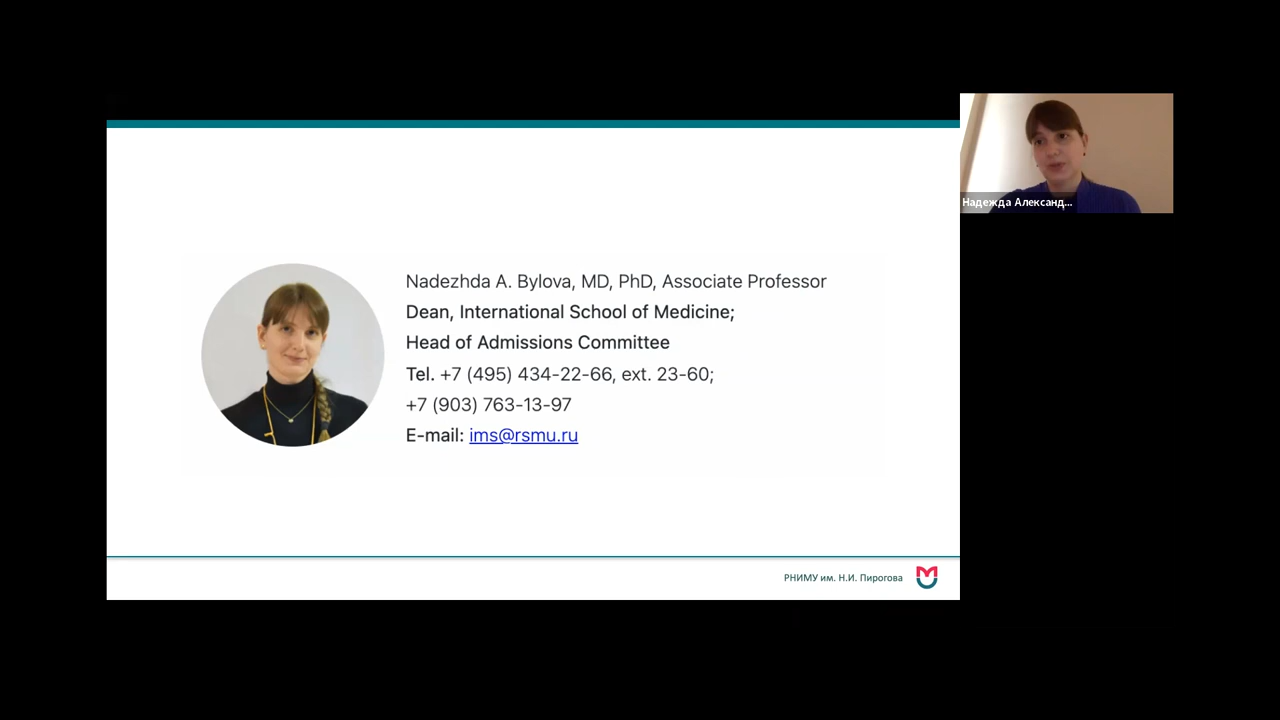 Nadezhda A. Bylova, MD, PhD, Associate Professor
Dean, International School of Medicine;
Head of Admissions Committee
Tel. +7 (495) 434-22-66, ext. 23-60;
+7 (903) 763-13-97
E-mail: ims@rsmu.ru
РНИМУ им. Н.И. Пирогова
Надежда Александ...